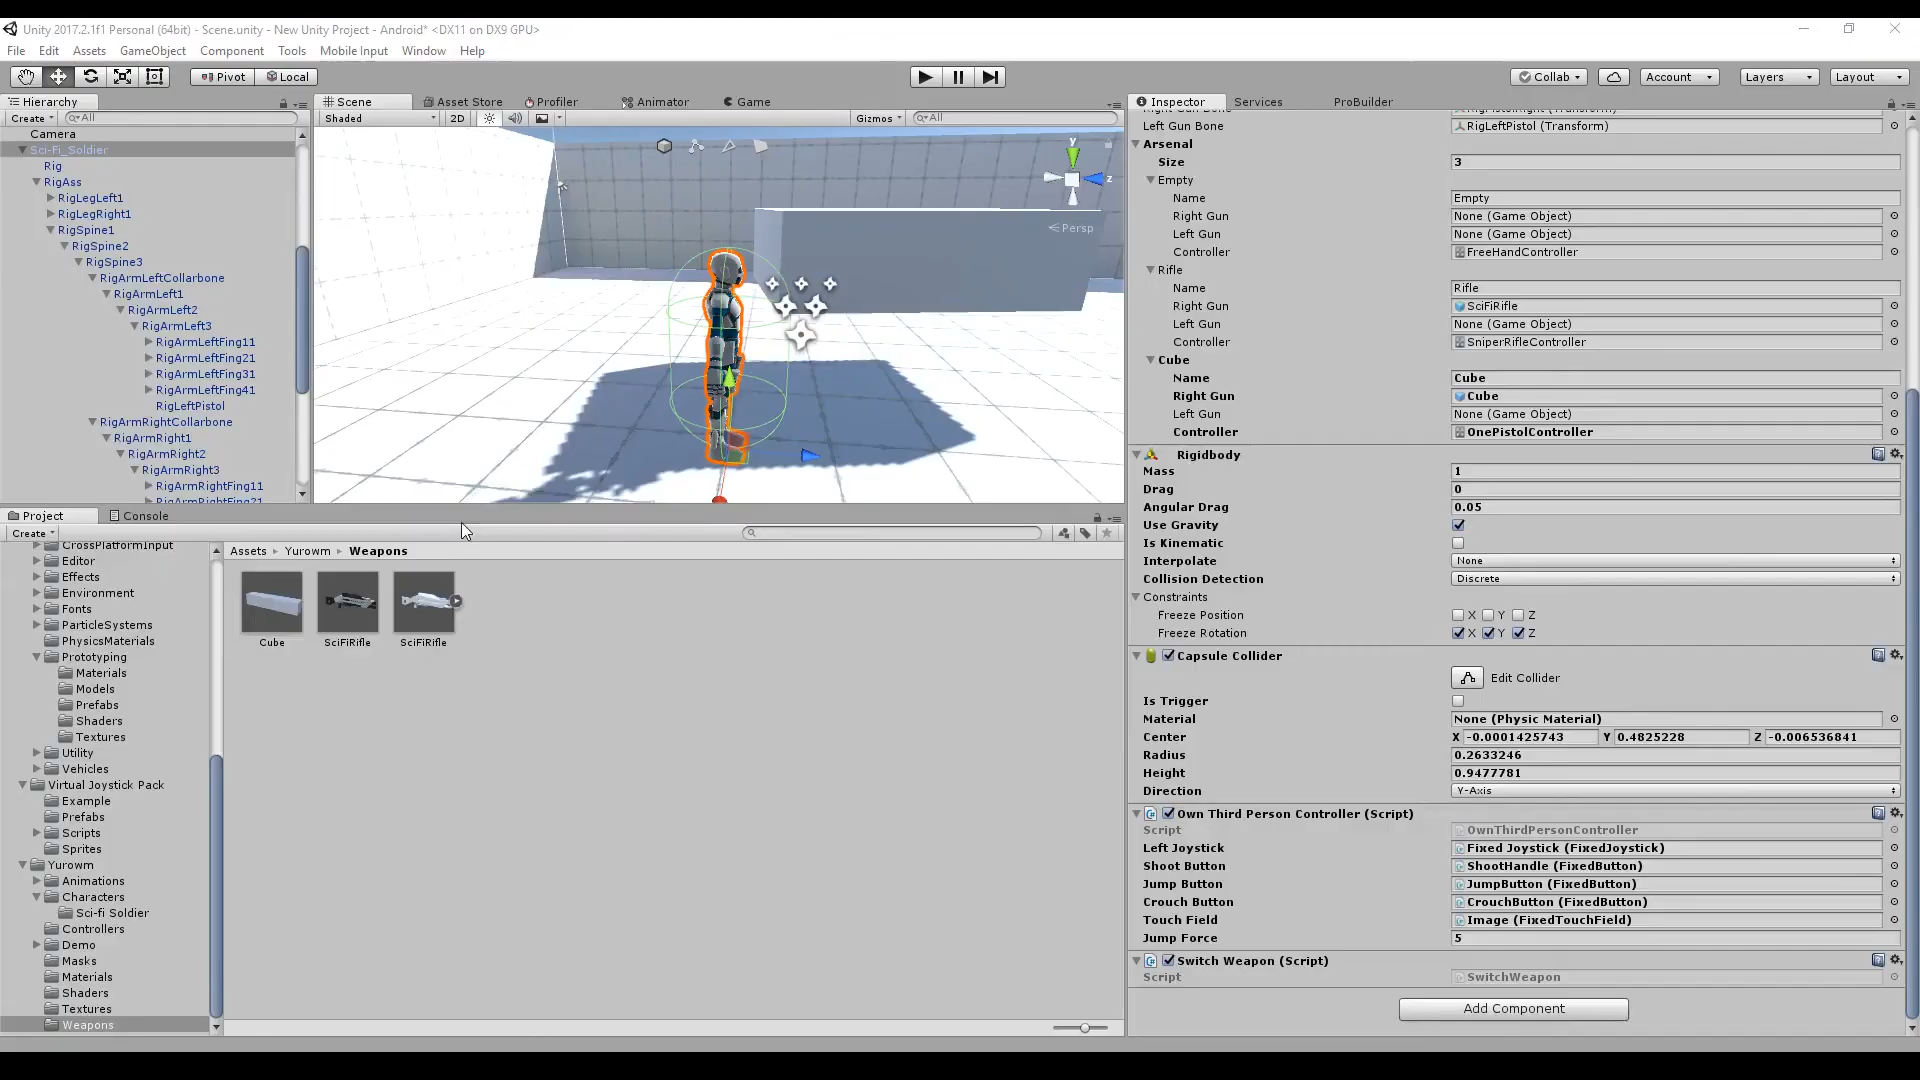 Unity 2017.2.1f1 Personal (64bit) - Scene.unity - New Unity Project - Android* <DX11 on DX9 GPU>
File Edit Assets GameObject Component Tools Mobile Input Window Help
Pivot Local Collab Account Layers Layout
Hierarchy
Create All
Camera
Sci-Fi_Soldier
Rig
RigAss
RigLegLeft1
RigLegRight1
RigSpine1
RigSpine2
RigSpine3
RigArmLeftCollarbone
RigArmLeft1
RigArmLeft2
RigArmLeft3
RigArmLeftFing11
RigArmLeftFing21
RigArmLeftFing31
RigArmLeftFing41
RigLeftPistol
RigArmRightCollarbone
RigArmRight1
RigArmRight2
RigArmRight3
RigArmRightFing11
RigArmRightFing21
Scene Asset Store Profiler Animator Game
Shaded 2D Gizmos All
y
z
Persp
Project Console
Create
CrossPlatformInput
Editor
Effects
Environment
Fonts
ParticleSystems
PhysicsMaterials
Prototyping
Materials
Models
Prefabs
Shaders
Textures
Utility
Vehicles
Virtual Joystick Pack
Example
Prefabs
Scripts
Sprites
Yurowm
Animations
Characters
Sci-fi Soldier
Controllers
Demo
Masks
Materials
Shaders
Textures
Weapons
Assets Yurowm Weapons
Cube SciFiRifle SciFiRifle
Inspector Services ProBuilder
Right Gun Bone RigPistolRight (Transform)
Left Gun Bone RigLeftPistol (Transform)
Arsenal
Size 3
Empty
Name Empty
Right Gun None (Game Object)
Left Gun None (Game Object)
Controller FreeHandController
Rifle
Name Rifle
Right Gun SciFiRifle
Left Gun None (Game Object)
Controller SniperRifleController
Cube
Name Cube
Right Gun Cube
Left Gun None (Game Object)
Controller OnePistolController
Rigidbody
Mass 1
Drag 0
Angular Drag 0.05
Use Gravity
Is Kinematic
Interpolate None
Collision Detection Discrete
Constraints
Freeze Position X Y Z
Freeze Rotation X Y Z
Capsule Collider
Edit Collider
Is Trigger
Material None (Physic Material)
Center X -0.0001425743 Y 0.4825228 Z -0.006536841
Radius 0.2633246
Height 0.9477781
Direction Y-Axis
Own Third Person Controller (Script)
Script OwnThirdPersonController
Left Joystick Fixed Joystick (FixedJoystick)
Shoot Button ShootHandle (FixedButton)
Jump Button JumpButton (FixedButton)
Crouch Button CrouchButton (FixedButton)
Touch Field Image (FixedTouchField)
Jump Force 5
Switch Weapon (Script)
Script SwitchWeapon
Add Component